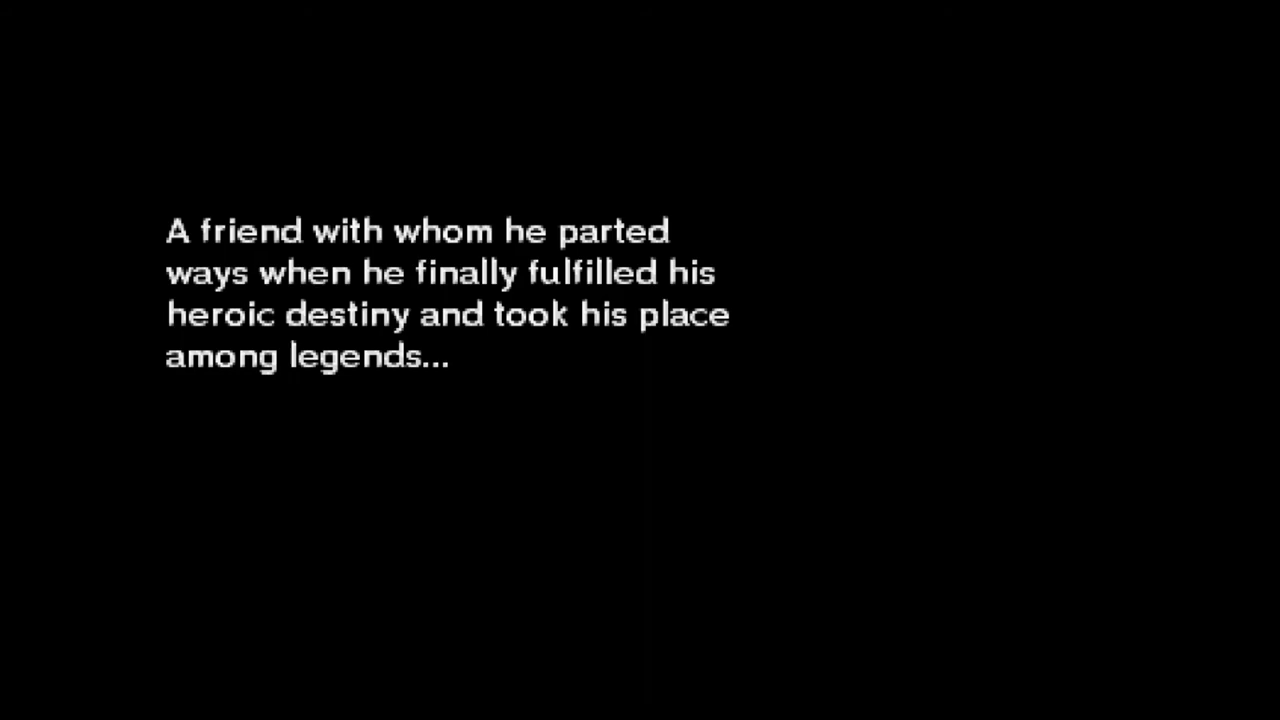 A friend with whom he parted
ways when he finally fulfilled his
heroic destiny and took his place
among legends...